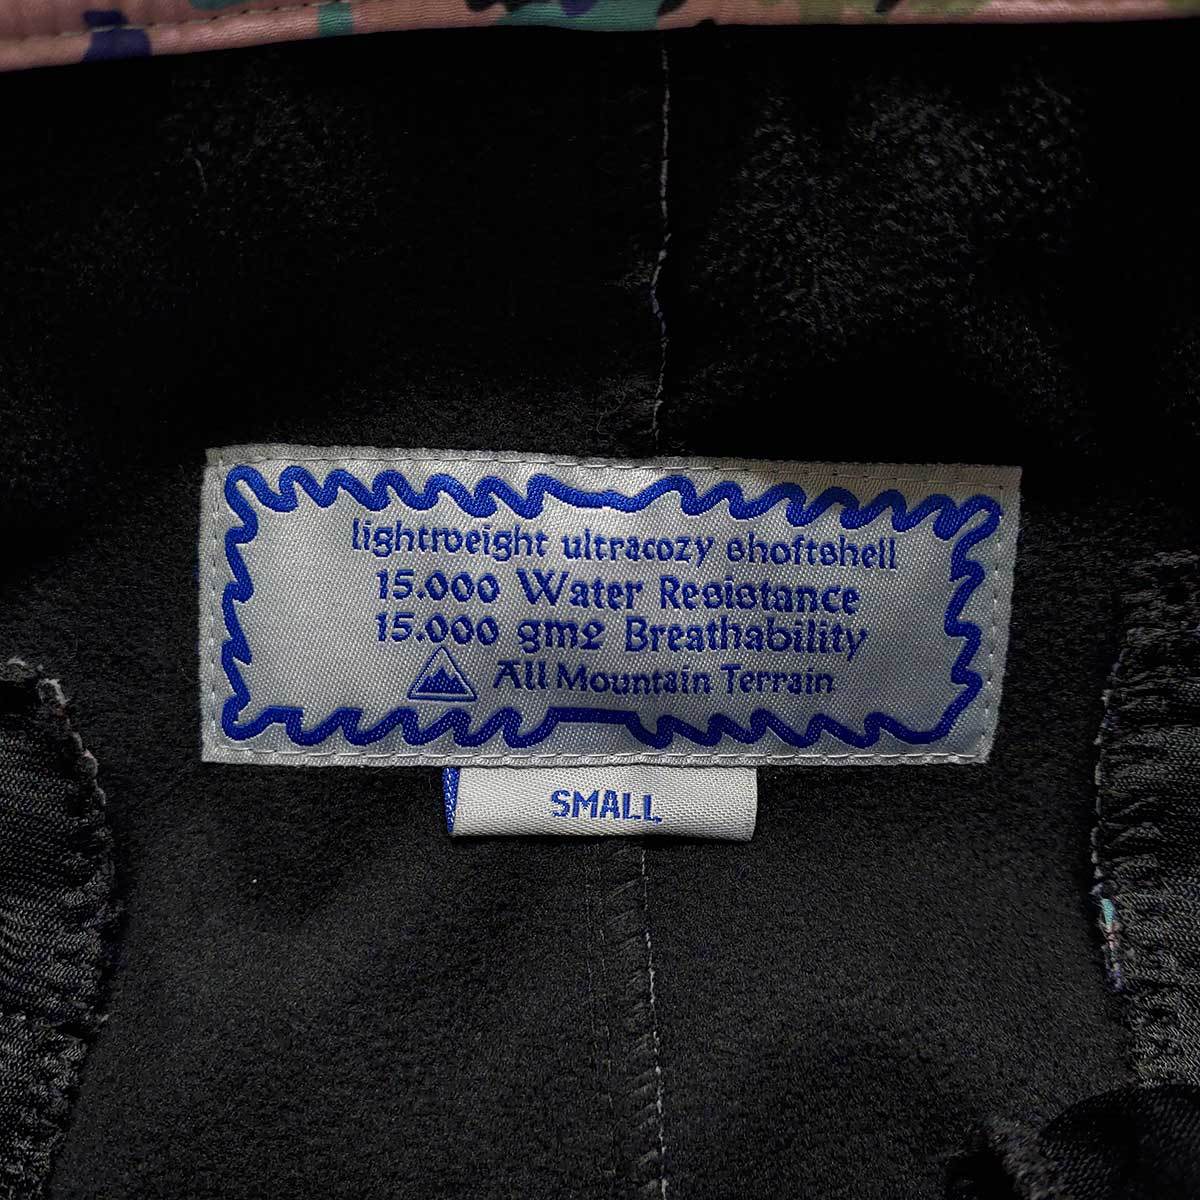 lightweight ultracozy shoftshell
15.000 Water Resistance
15.000 gm2 Breathability
All Mountain Terrain
SMALL